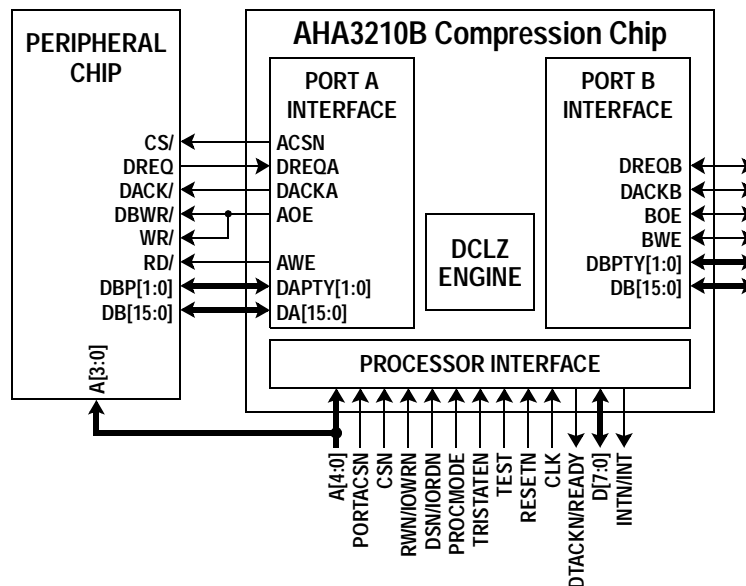 PERIPHERAL
CHIP
CS/
DREQ
DACK/
DBWR/
WR/
RD/
DBP[1:0]
DB[15:0]
A[3:0]
AHA3210B Compression Chip
PORT A
INTERFACE
ACSN
DREQA
DACKA
AOE
AWE
DAPTY[1:0]
DA[15:0]
DCLZ
ENGINE
PORT B
INTERFACE
DREQB
DACKB
BOE
BWE
DBPTY[1:0]
DB[15:0]
PROCESSOR INTERFACE
A[4:0]
PORTACSN
CSN
RWN/IOWRN
DSN/IORDN
PROCMODE
TRISTATEN
TEST
RESETN
CLK
DTACKN/READY
D[7:0]
INTN/INT